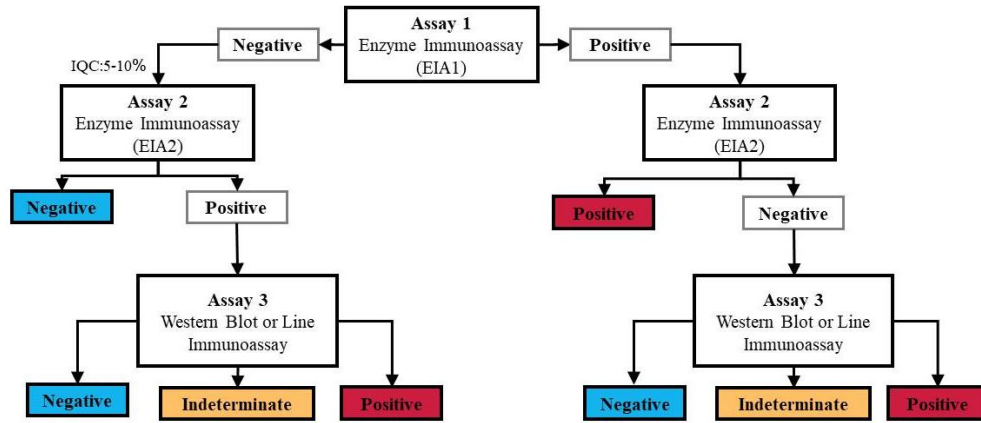 Assay 1
Enzyme Immunoassay
(EIA1)
Negative
Positive
IQC:5-10%
Assay 2
Enzyme Immunoassay
(EIA2)
Assay 2
Enzyme Immunoassay
(EIA2)
Negative
Positive
Positive
Negative
Assay 3
Western Blot or Line
Immunoassay
Assay 3
Western Blot or Line
Immunoassay
Negative
Indeterminate
Positive
Negative
Indeterminate
Positive